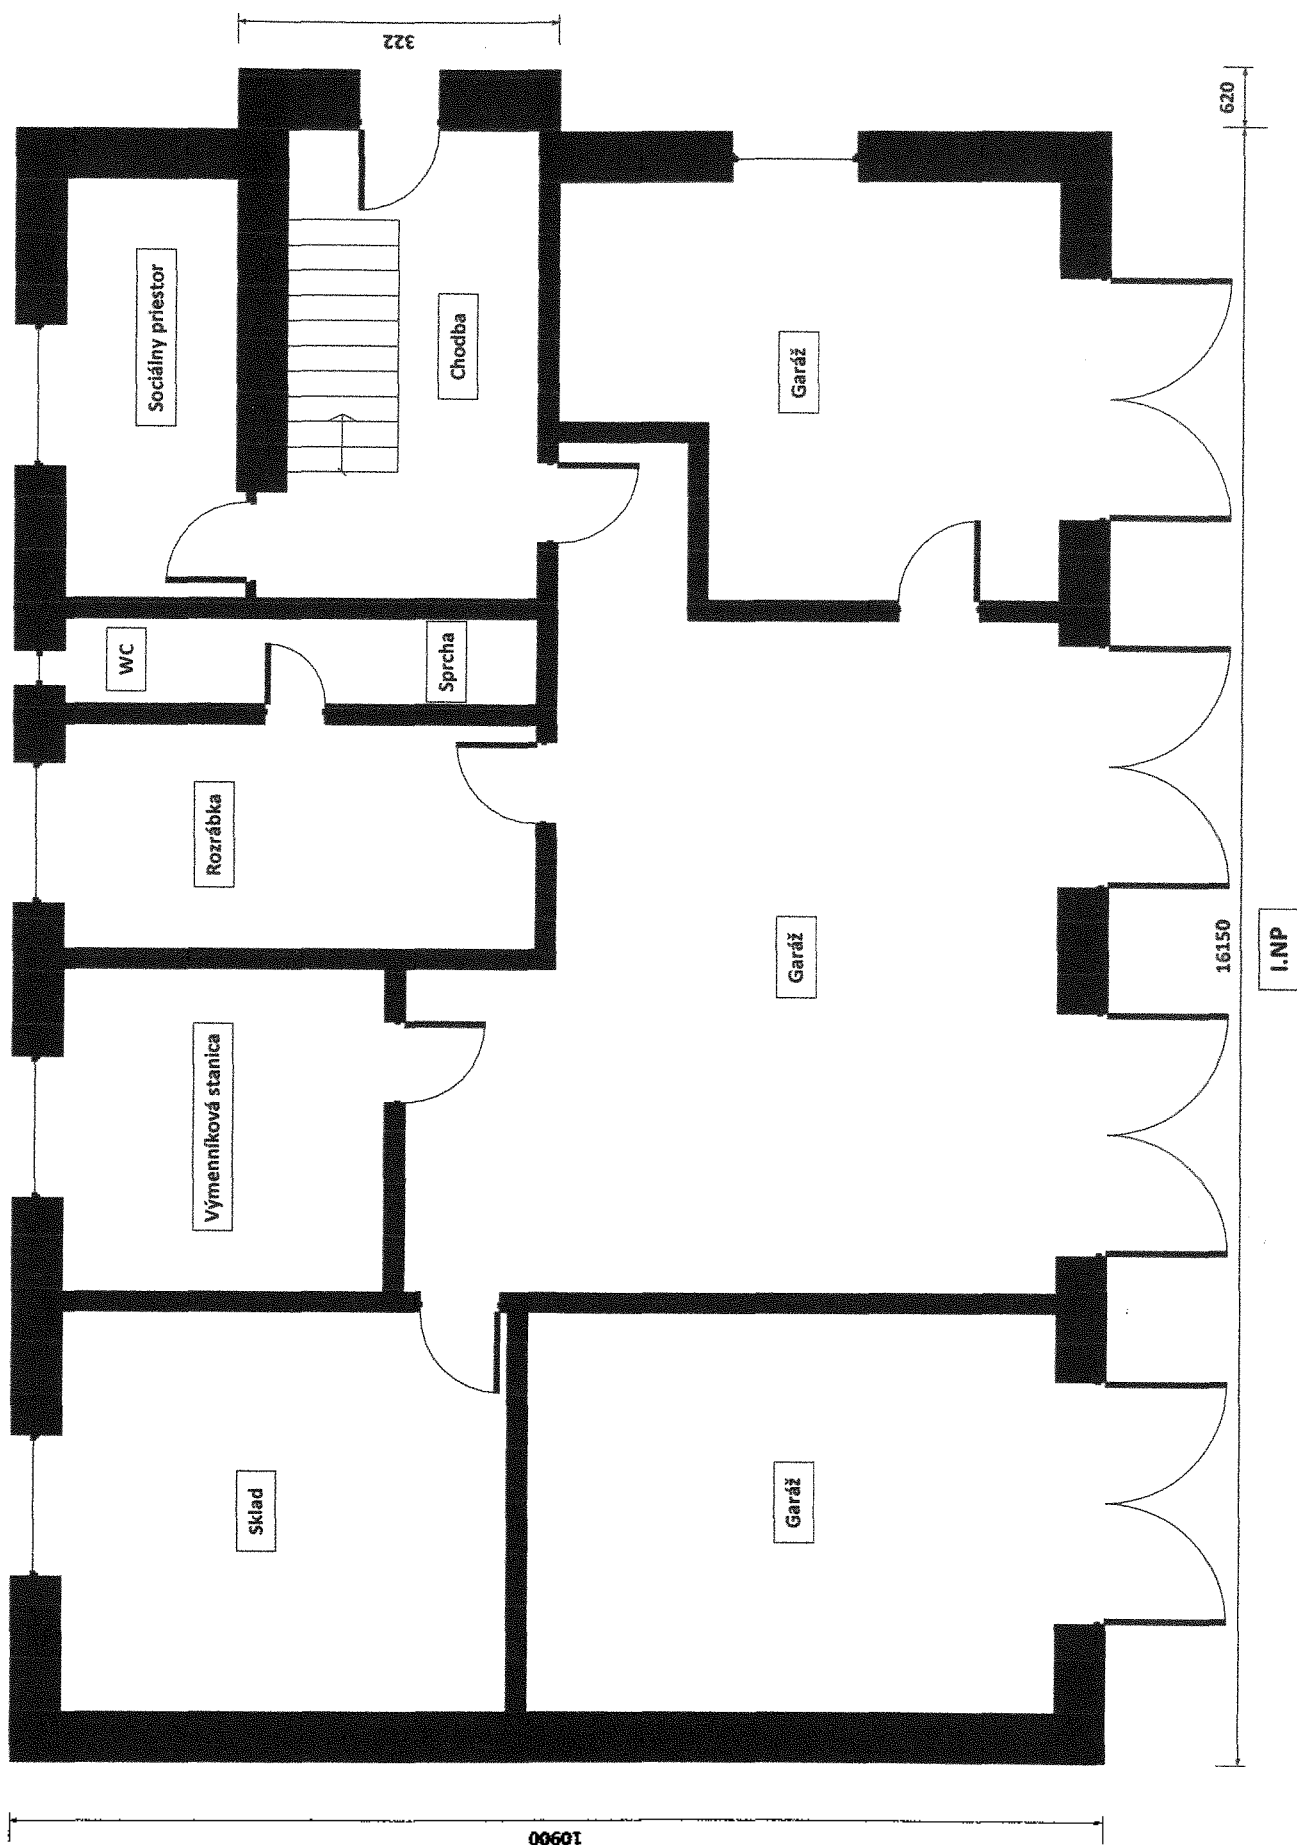 Sklad
Výmenníková stanica
Rozrábka
WC
Sociálny priestor
Sprcha
Chodba
Garáž
Garáž
Garáž
322
10900
16150
620
I.NP